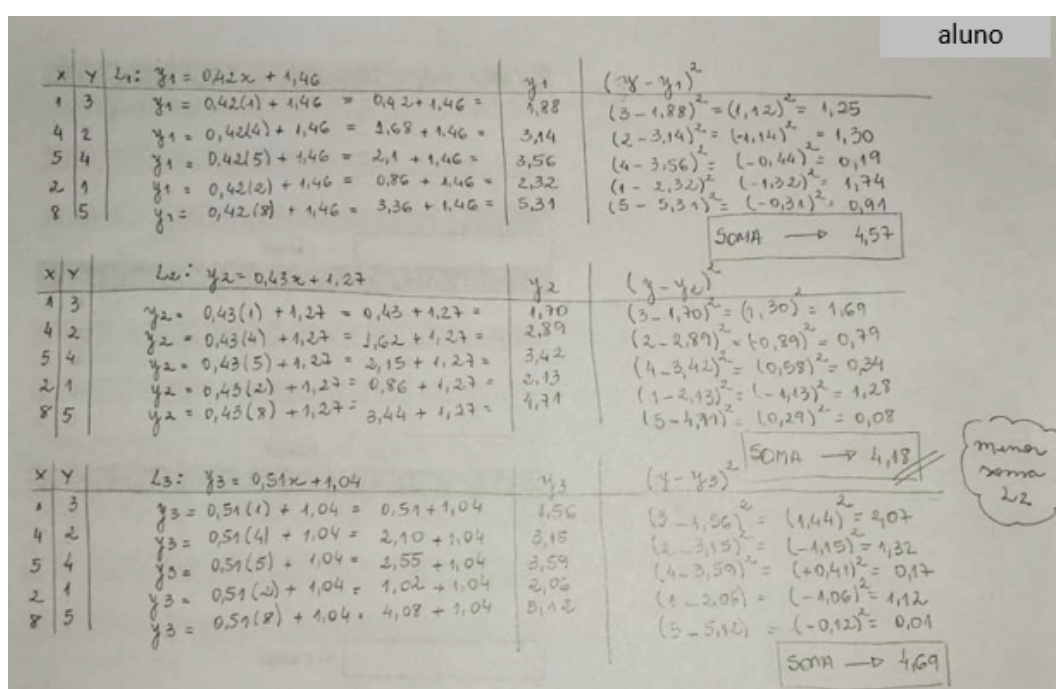 aluno
x y L1: y1 = 0,42x + 1,46 y1 (y - y1)²
1 3 y1 = 0,42(1) + 1,46 = 0,42 + 1,46 = 1,88 (3 - 1,88)² = (1,12)² = 1,25
4 2 y1 = 0,42(4) + 1,46 = 1,68 + 1,46 = 3,14 (2 - 3,14)² = (-1,14)² = 1,30
5 4 y1 = 0,42(5) + 1,46 = 2,1 + 1,46 = 3,56 (4 - 3,56)² = (-0,44)² = 0,19
2 1 y1 = 0,42(2) + 1,46 = 0,86 + 1,46 = 2,32 (1 - 2,32)² = (-1,32)² = 1,74
8 5 y1 = 0,42(8) + 1,46 = 3,36 + 1,46 = 5,31 (5 - 5,31)² = (-0,31)² = 0,91
SOMA → 4,57
x y L2: y2 = 0,43x + 1,27 y2 (y - y2)²
1 3 y2 = 0,43(1) + 1,27 = 0,43 + 1,27 = 1,70 (3 - 1,70)² = (1,30)² = 1,69
4 2 y2 = 0,43(4) + 1,27 = 1,62 + 1,27 = 2,89 (2 - 2,89)² = (-0,89)² = 0,79
5 4 y2 = 0,43(5) + 1,27 = 2,15 + 1,27 = 3,42 (4 - 3,42)² = (0,58)² = 0,34
2 1 y2 = 0,43(2) + 1,27 = 0,86 + 1,27 = 2,13 (1 - 2,13)² = (-1,13)² = 1,28
8 5 y2 = 0,43(8) + 1,27 = 3,44 + 1,27 = 4,71 (5 - 4,71)² = (0,29)² = 0,08
SOMA → 4,18
menor
soma
L2
x y L3: y3 = 0,51x + 1,04 y3 (y - y3)²
1 3 y3 = 0,51(1) + 1,04 = 0,51 + 1,04 1,56 (3 - 1,56)² = (1,44)² = 2,07
4 2 y3 = 0,51(4) + 1,04 = 2,10 + 1,04 3,15 (2 - 3,15)² = (-1,15)² = 1,32
5 4 y3 = 0,51(5) + 1,04 = 2,55 + 1,04 3,59 (4 - 3,59)² = (+0,41)² = 0,17
2 1 y3 = 0,51(2) + 1,04 = 1,02 + 1,04 2,06 (1 - 2,06) = (-1,06)² = 1,12
8 5 y3 = 0,51(8) + 1,04 = 4,08 + 1,04 5,12 (5 - 5,12) = (-0,12)² = 0,01
SOMA → 4,69